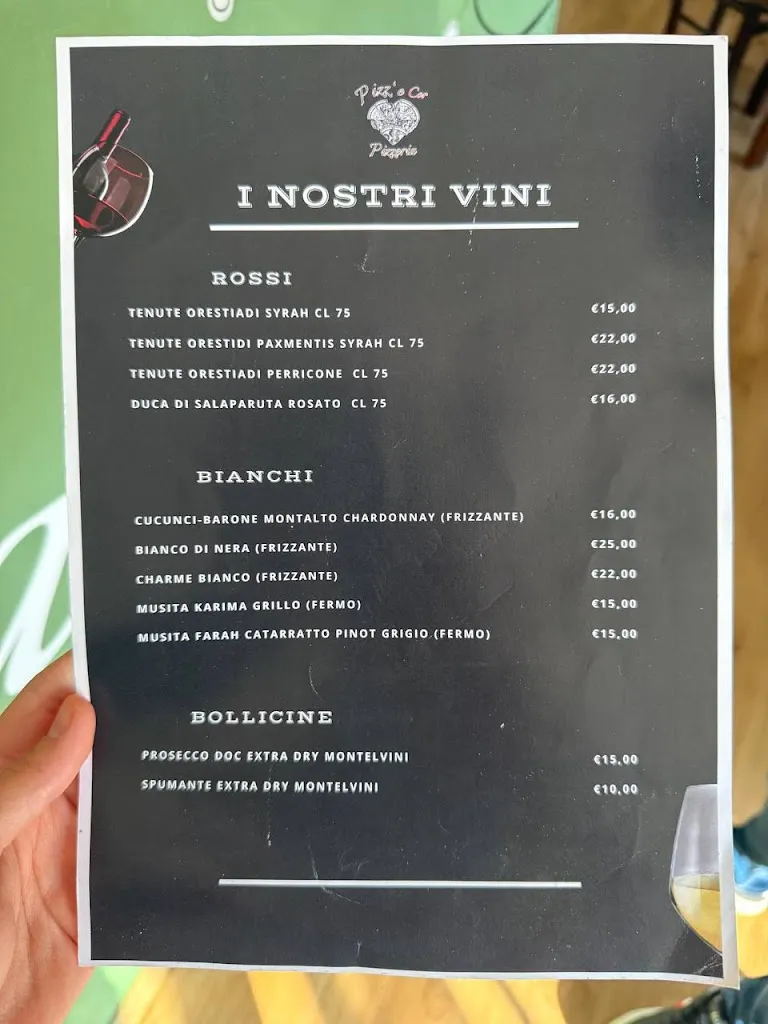 Pizz'o Cor
Pizzeria
I NOSTRI VINI
ROSSI
TENUTE ORESTIADI SYRAH CL 75 €15,00
TENUTE ORESTIDI PAXMENTIS SYRAH CL 75 €22,00
TENUTE ORESTIADI PERRICONE CL 75 €22,00
DUCA DI SALAPARUTA ROSATO CL 75 €16,00
BIANCHI
CUCUNCI-BARONE MONTALTO CHARDONNAY (FRIZZANTE) €16,00
BIANCO DI NERA (FRIZZANTE) €25,00
CHARME BIANCO (FRIZZANTE) €22,00
MUSITA KARIMA GRILLO (FERMO) €15,00
MUSITA FARAH CATARRATTO PINOT GRIGIO (FERMO) €15,00
BOLLICINE
PROSECCO DOC EXTRA DRY MONTELVINI €15,00
SPUMANTE EXTRA DRY MONTELVINI €10,00